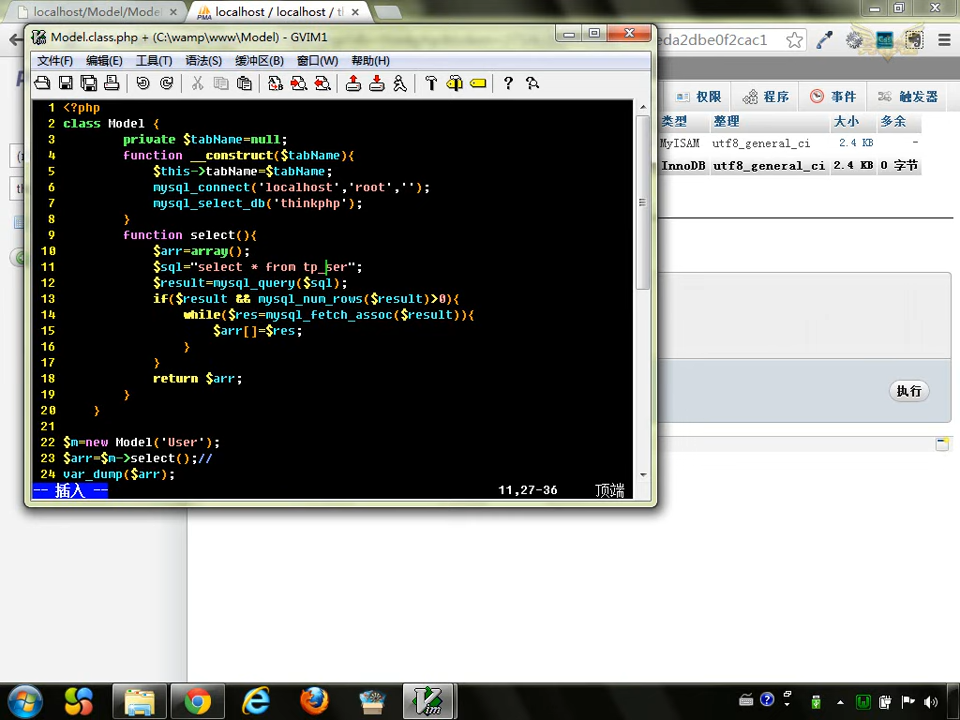 localhost/Model/Model
localhost / localhost / t
Model.class.php + (C:\wamp\www\Model) - GVIM1
eda2dbe0f2cac1
文件(F) 编辑(E) 工具(T) 语法(S) 缓冲区(B) 窗口(W) 帮助(H)
权限 程序 事件 触发器
类型 整理 大小 多余
MyISAM utf8_general_ci 2.4 KB -
InnoDB utf8_general_ci 2.4 KB 0 字节
1 <?php
2 class Model {
3 private $tabName=null;
4 function __construct($tabName){
5 $this->tabName=$tabName;
6 mysql_connect('localhost','root','');
7 mysql_select_db('thinkphp');
8 }
9 function select(){
10 $arr=array();
11 $sql="select * from tp_ser";
12 $result=mysql_query($sql);
13 if($result && mysql_num_rows($result)>0){
14 while($res=mysql_fetch_assoc($result)){
15 $arr[]=$res;
16 }
17 }
18 return $arr;
19 }
20 }
21
22 $m=new Model('User');
23 $arr=$m->select();//
24 var_dump($arr);
-- 插入 -- 11,27-36 顶端
执行